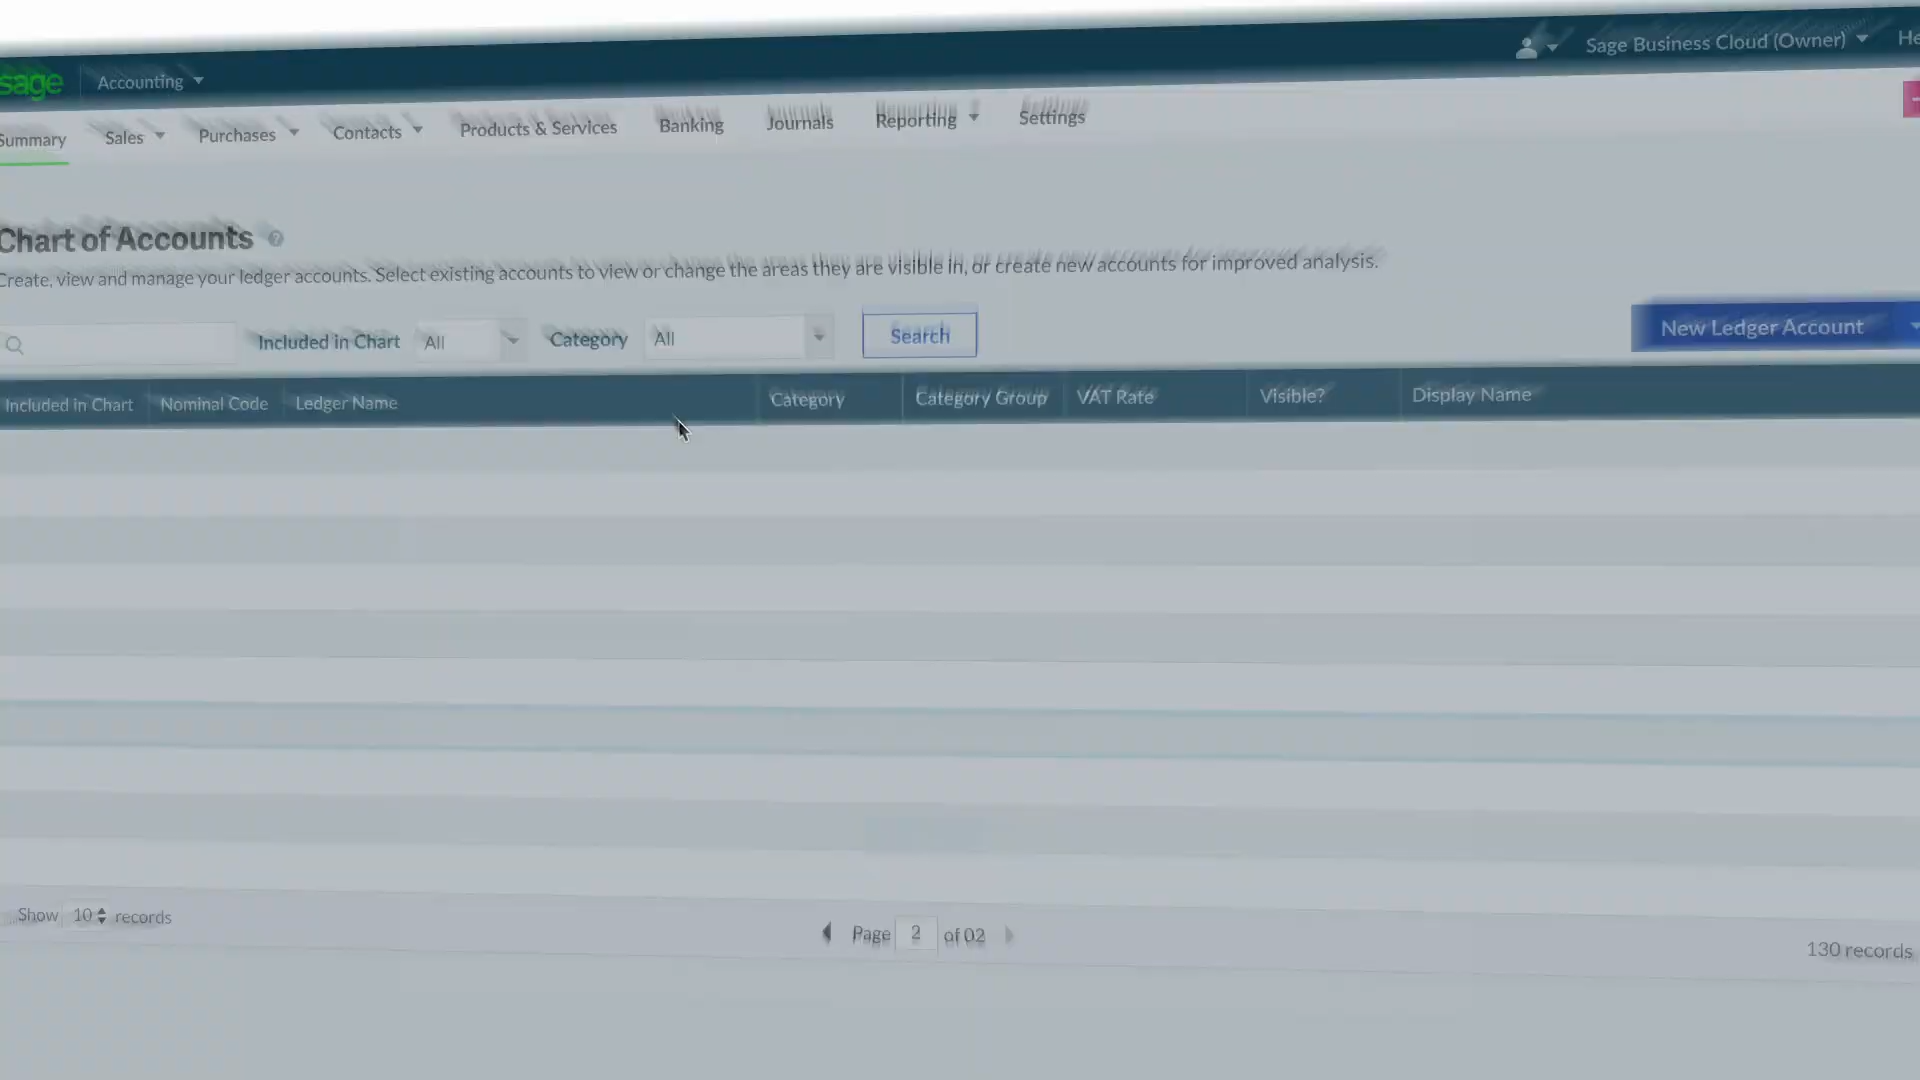 sage Accounting Sage Business Cloud (Owner)
Summary Sales Purchases Contacts Products & Services Banking Journals Reporting Settings
Chart of Accounts
Create, view and manage your ledger accounts. Select existing accounts to view or change the areas they are visible in, or create new accounts for improved analysis.
Included in Chart All Category All Search New Ledger Account
Included in Chart Nominal Code Ledger Name Category Category Group VAT Rate Visible? Display Name
Show 10 records Page 2 of 02 130 records